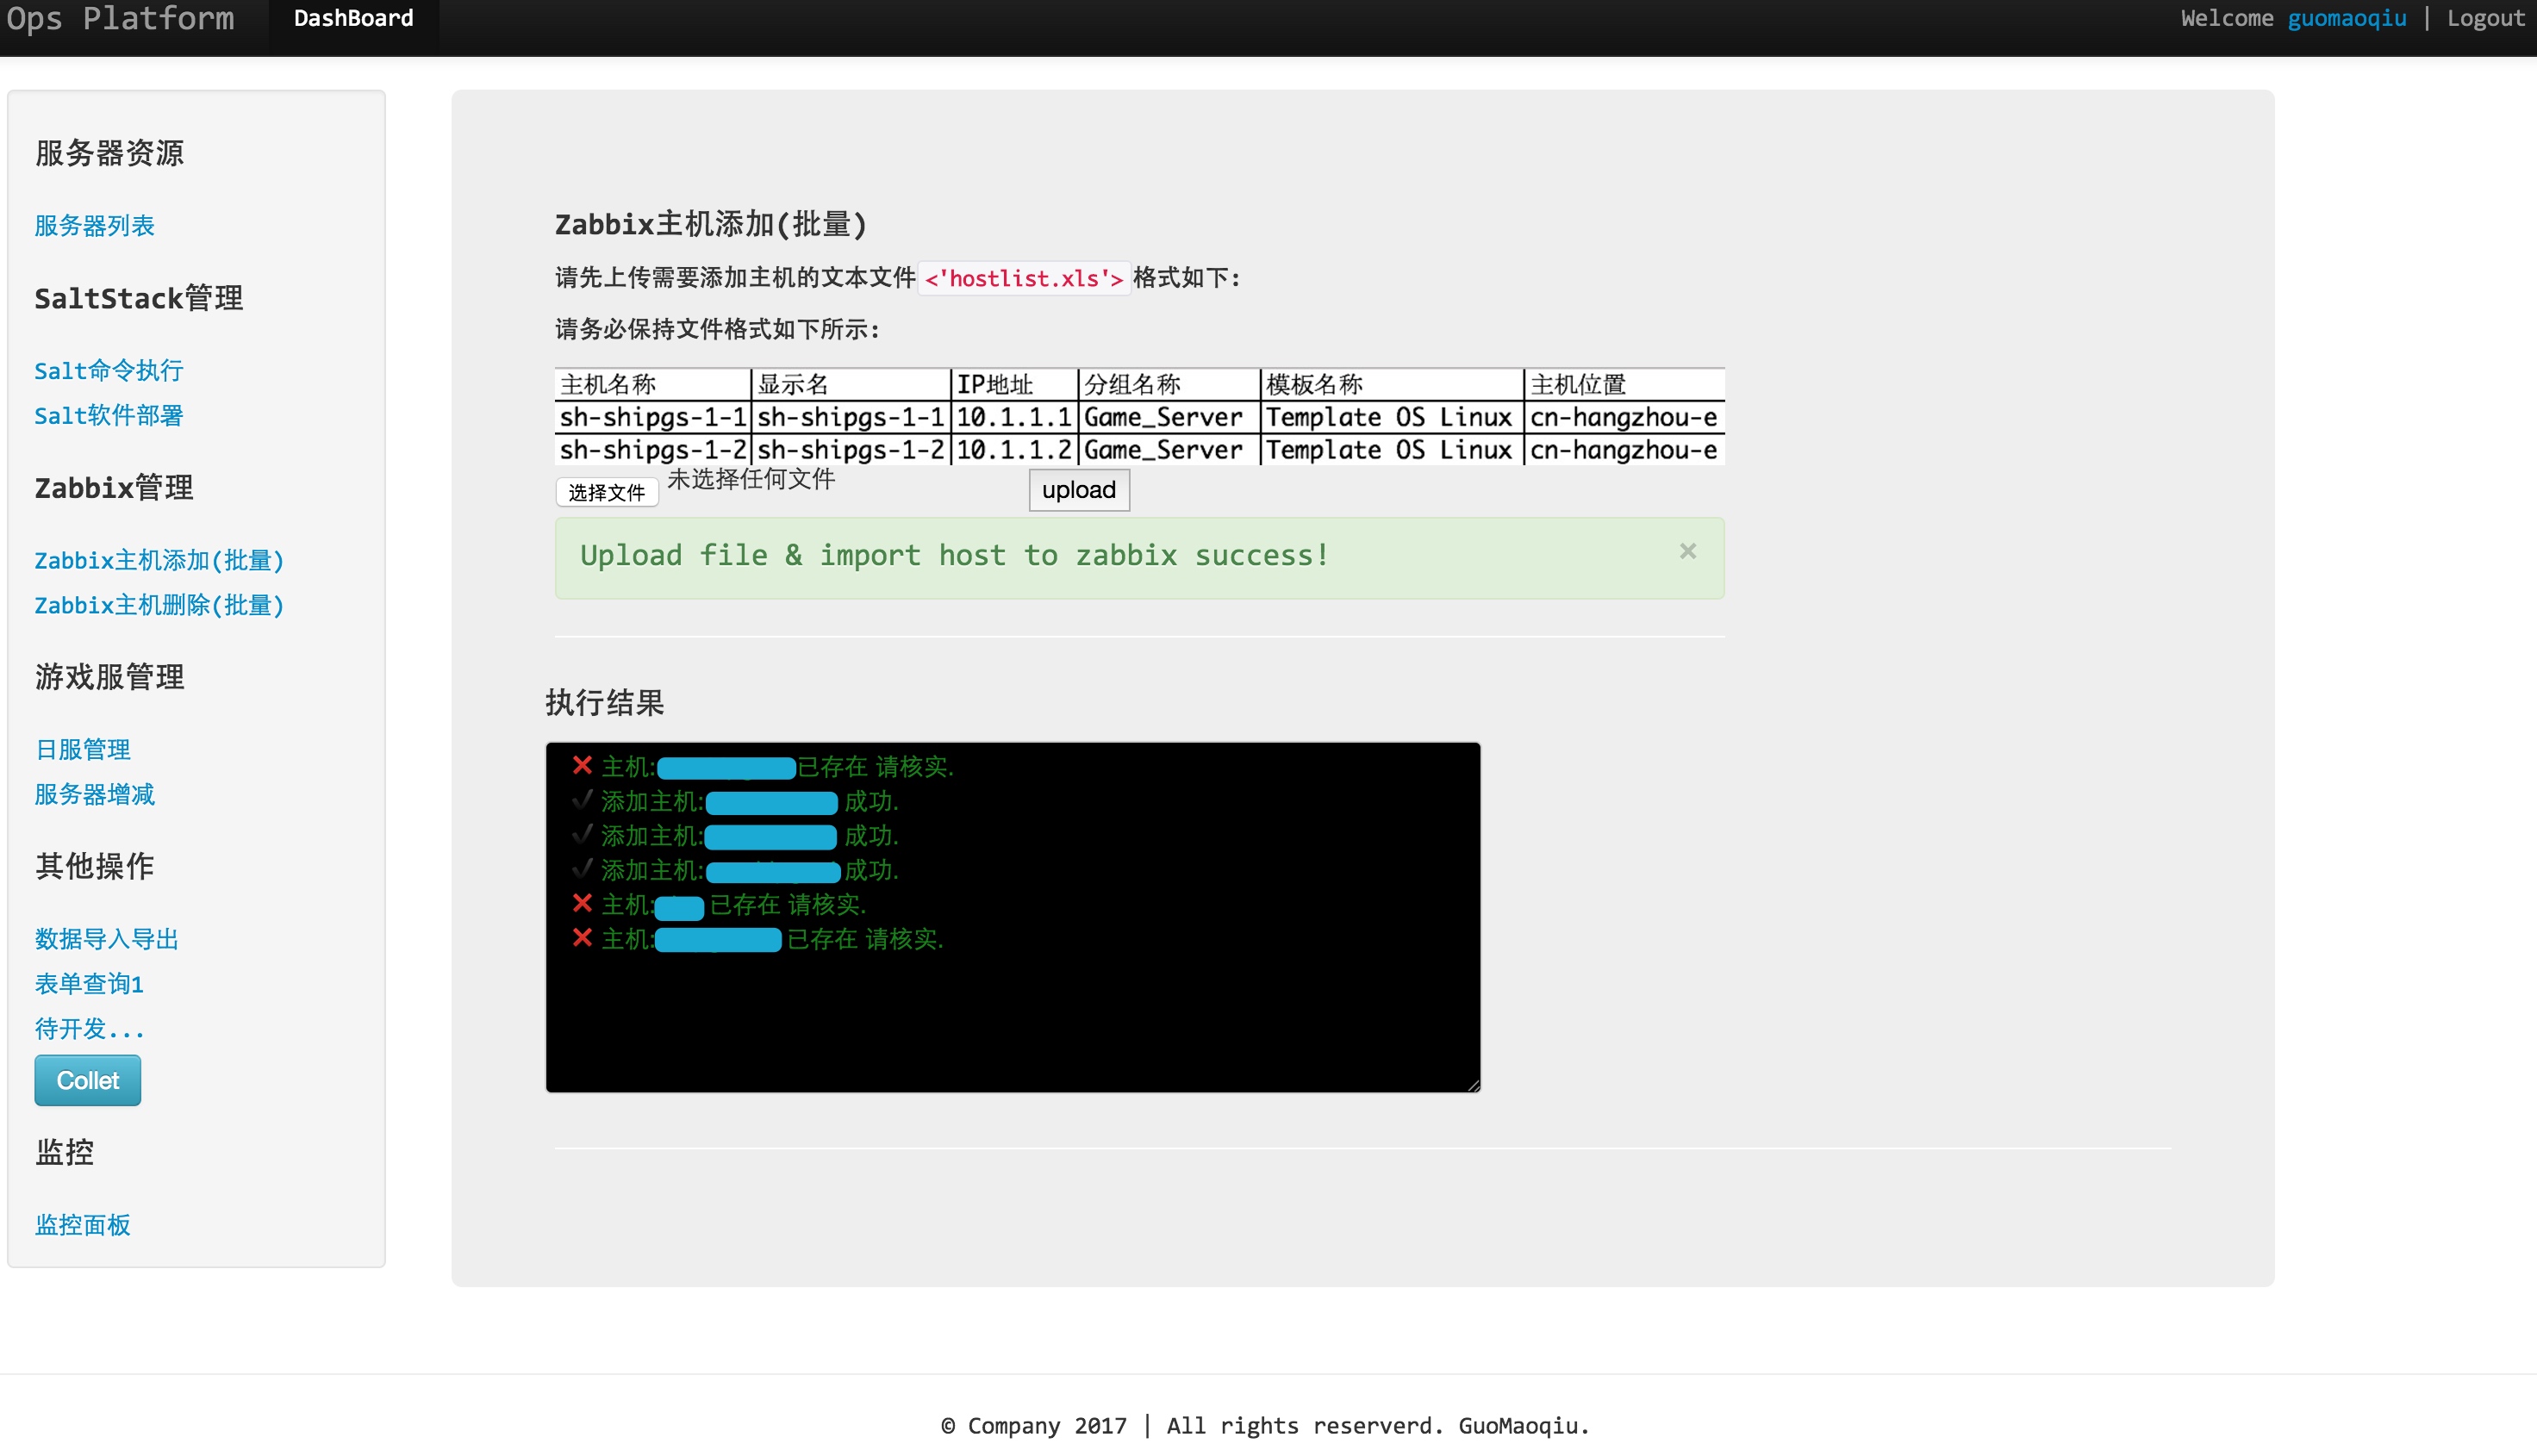 Ops Platform DashBoard Welcome guomaoqiu | Logout
服务器资源
服务器列表
SaltStack管理
Salt命令执行
Salt软件部署
Zabbix管理
Zabbix主机添加(批量)
Zabbix主机删除(批量)
游戏服管理
日服管理
服务器增减
其他操作
数据导入导出
表单查询1
待开发...
Collet
监控
监控面板
Zabbix主机添加(批量)
请先上传需要添加主机的文本文件<'hostlist.xls'>格式如下:
请务必保持文件格式如下所示:
主机名称 显示名 IP地址 分组名称 模板名称 主机位置
sh-shipgs-1-1 sh-shipgs-1-1 10.1.1.1 Game_Server Template OS Linux cn-hangzhou-e
sh-shipgs-1-2 sh-shipgs-1-2 10.1.1.2 Game_Server Template OS Linux cn-hangzhou-e
选择文件 未选择任何文件 upload
Upload file & import host to zabbix success! ×
执行结果
❌ 主机:已存在 请核实.
✔ 添加主机: 成功.
✔ 添加主机: 成功.
✔ 添加主机: 成功.
❌ 主机: 已存在 请核实.
❌ 主机: 已存在 请核实.
© Company 2017 | All rights reserverd. GuoMaoqiu.